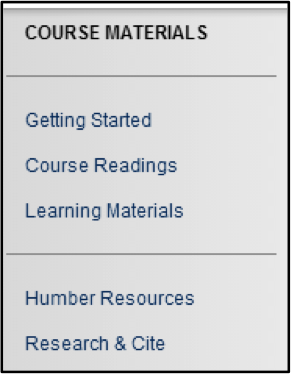 COURSE MATERIALS
Getting Started
Course Readings
Learning Materials
Humber Resources
Research & Cite